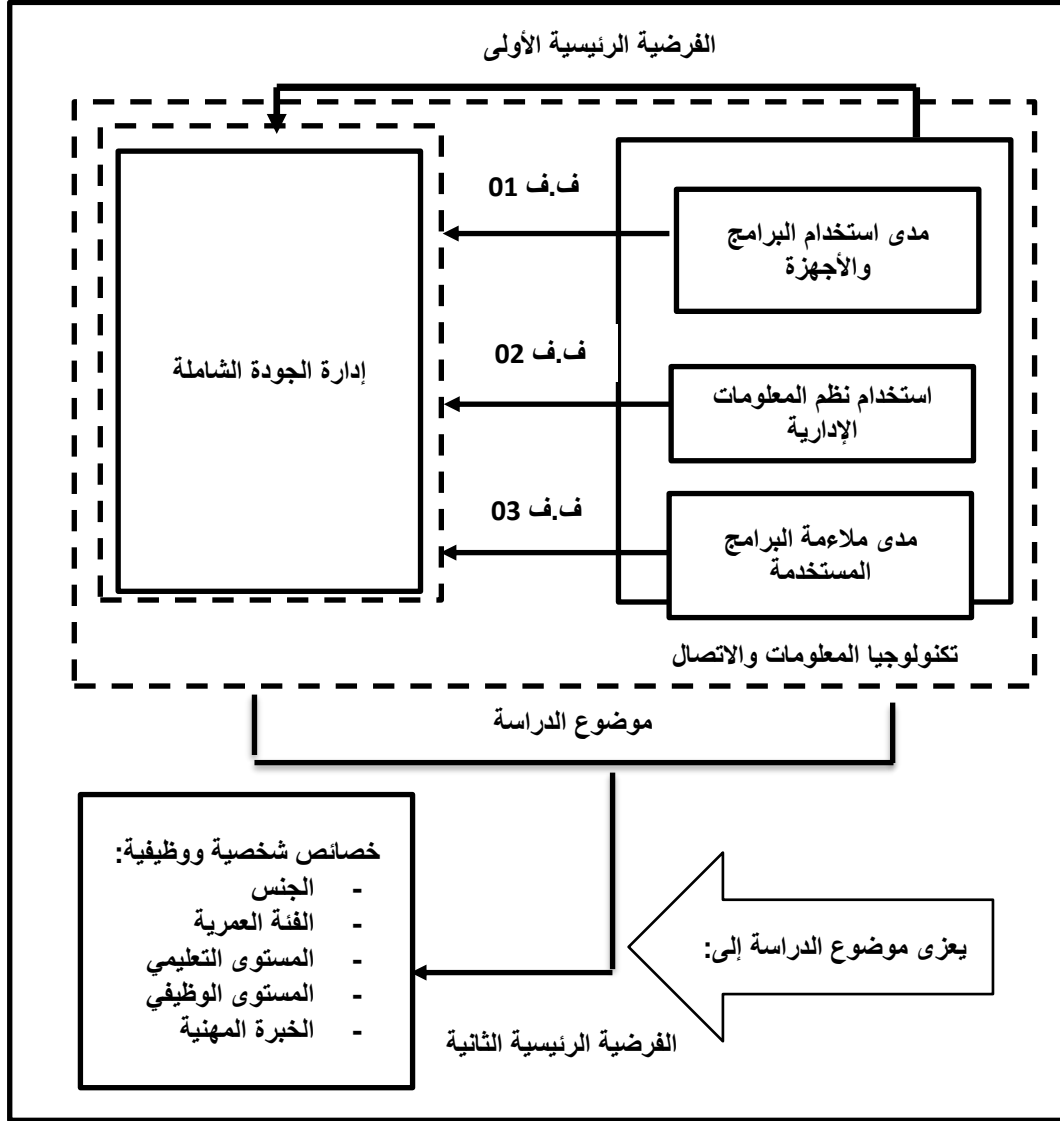 الفرضية الرئيسية الأولى
ف.ف 01
مدى استخدام البرامج
والأجهزة
ف.ف 02
إدارة الجودة الشاملة
استخدام نظم المعلومات
الإدارية
ف.ف 03
مدى ملاءمة البرامج
المستخدمة
تكنولوجيا المعلومات والاتصال
موضوع الدراسة
خصائص شخصية ووظيفية:
- الجنس
- الفئة العمرية
- المستوى التعليمي
- المستوى الوظيفي
- الخبرة المهنية
يعزى موضوع الدراسة إلى:
الفرضية الرئيسية الثانية